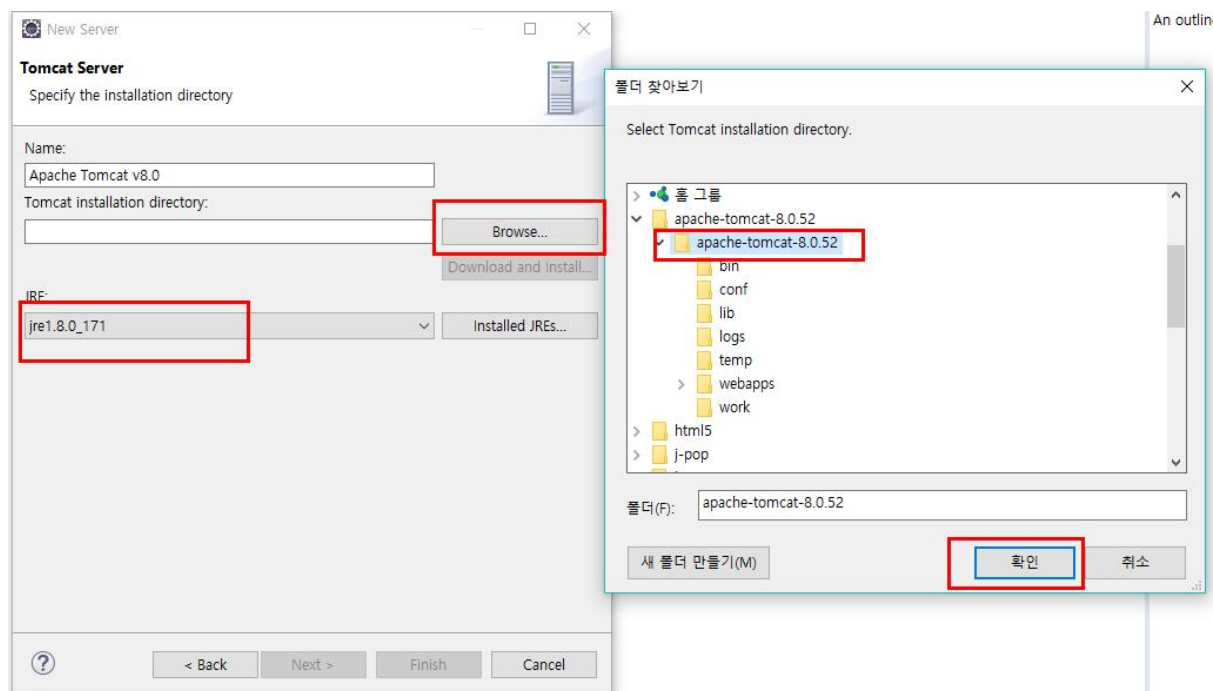 New Server
Tomcat Server
Specify the installation directory
Name:
Apache Tomcat v8.0
Tomcat installation directory:
Browse...
Download and Install...
JRE:
jre1.8.0_171
Installed JREs...
< Back
Next >
Finish
Cancel
An outlin
폴더 찾아보기
Select Tomcat installation directory.
홈 그룹
apache-tomcat-8.0.52
apache-tomcat-8.0.52
bin
conf
lib
logs
temp
webapps
work
html5
j-pop
폴더(F):
apache-tomcat-8.0.52
새 폴더 만들기(M)
확인
취소